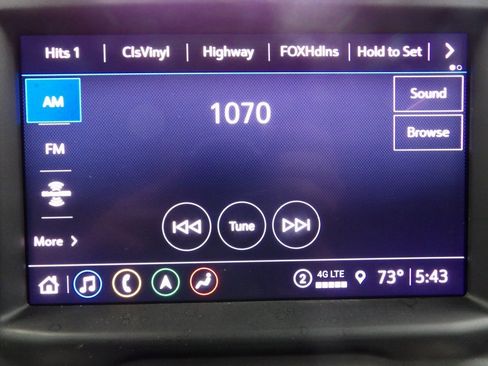 Hits 1 ClsVinyl Highway FOXHdlns Hold to Set
AM 1070 Sound
Browse
FM
Tune
More
2 4G LTE 73° 5:43